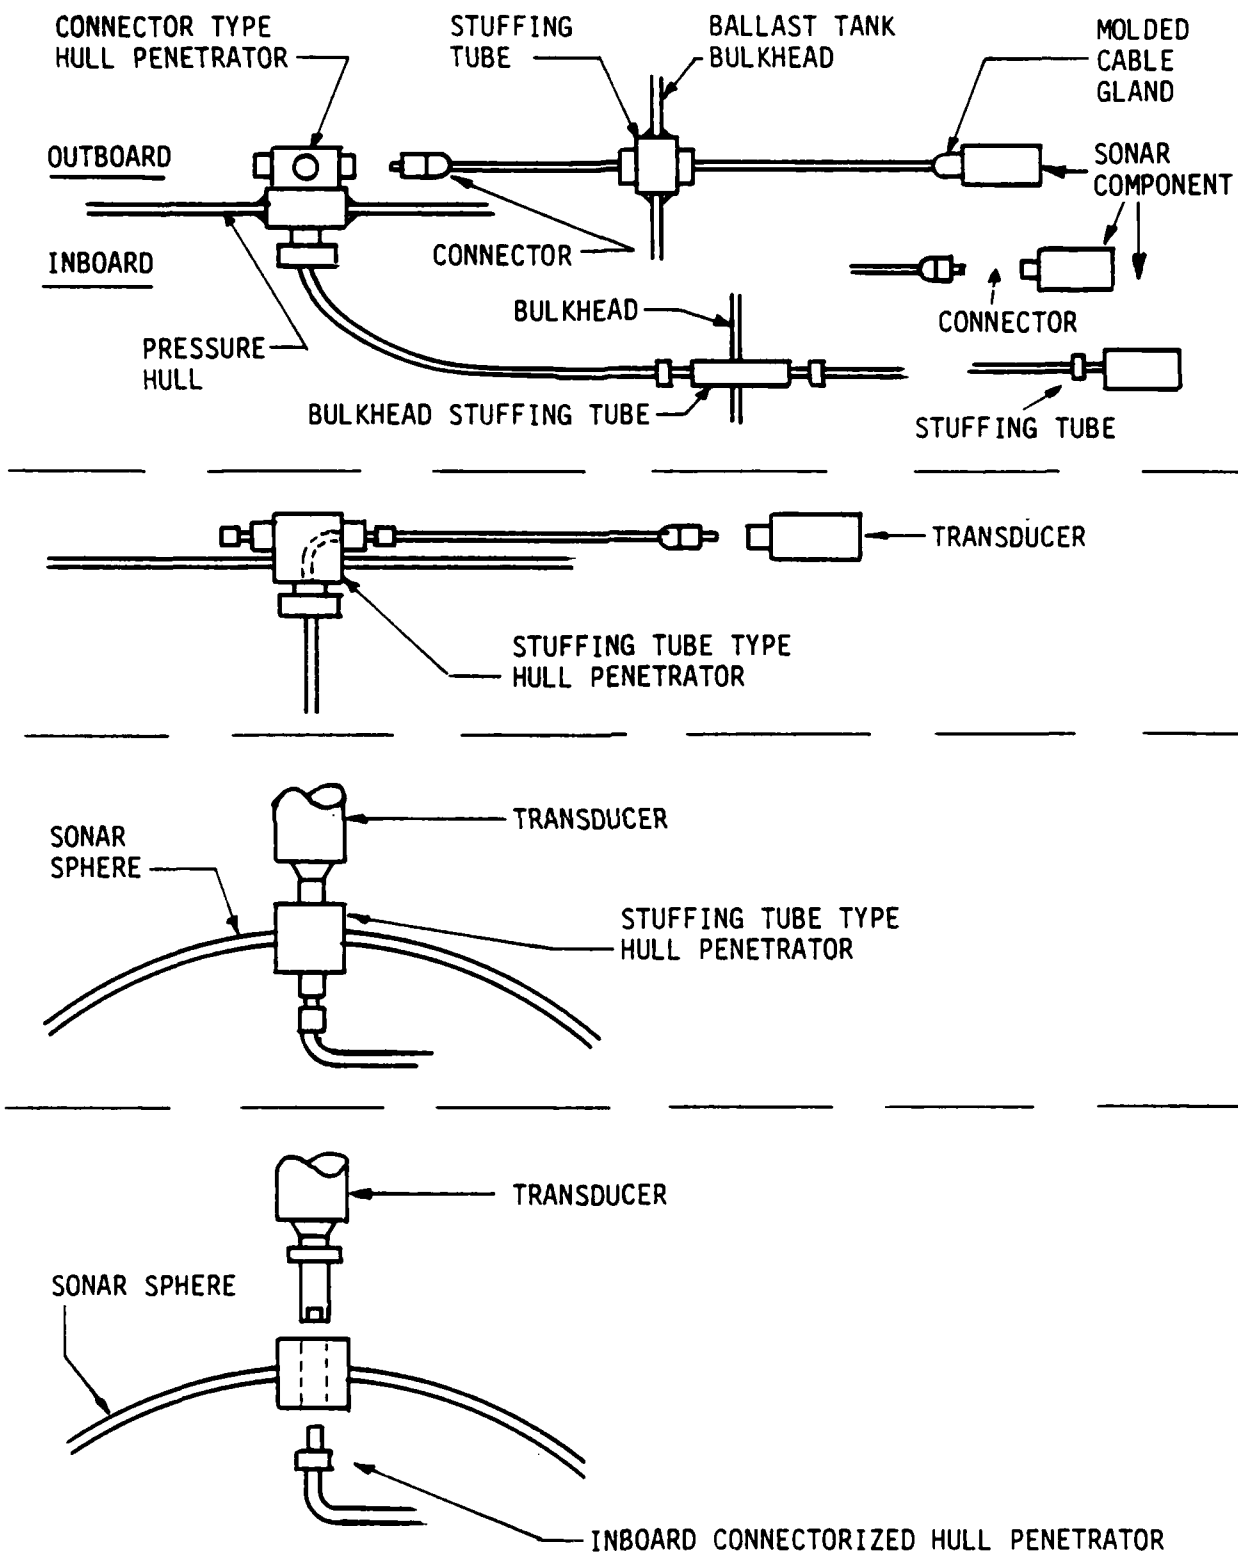 CONNECTOR TYPE
HULL PENETRATOR
STUFFING
TUBE
BALLAST TANK
BULKHEAD
MOLDED
CABLE
GLAND
OUTBOARD
SONAR
COMPONENT
INBOARD
CONNECTOR
BULKHEAD
CONNECTOR
PRESSURE
HULL
BULKHEAD STUFFING TUBE
STUFFING TUBE
TRANSDUCER
STUFFING TUBE TYPE
HULL PENETRATOR
TRANSDUCER
SONAR
SPHERE
STUFFING TUBE TYPE
HULL PENETRATOR
TRANSDUCER
SONAR SPHERE
INBOARD CONNECTORIZED HULL PENETRATOR